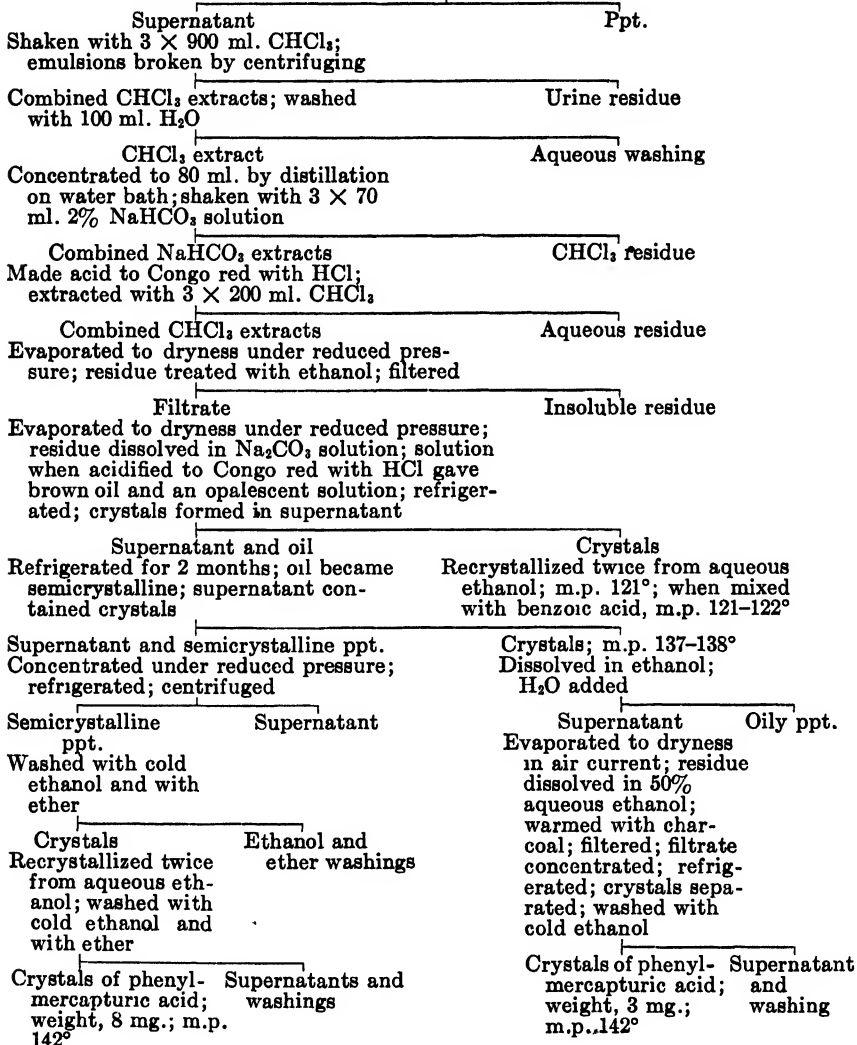 Supernatant
Ppt.
Shaken with 3 × 900 ml. CHCl₃;
emulsions broken by centrifuging
Combined CHCl₃ extracts; washed
with 100 ml. H₂O
Urine residue
CHCl₃ extract
Aqueous washing
Concentrated to 80 ml. by distillation
on water bath; shaken with 3 × 70
ml. 2% NaHCO₃ solution
Combined NaHCO₃ extracts
CHCl₃ residue
Made acid to Congo red with HCl;
extracted with 3 × 200 ml. CHCl₃
Combined CHCl₃ extracts
Aqueous residue
Evaporated to dryness under reduced pres-
sure; residue treated with ethanol; filtered
Filtrate
Insoluble residue
Evaporated to dryness under reduced pressure;
residue dissolved in Na₂CO₃ solution; solution
when acidified to Congo red with HCl gave
brown oil and an opalescent solution; refriger-
ated; crystals formed in supernatant
Supernatant and oil
Refrigerated for 2 months; oil became
semicrystalline; supernatant con-
tained crystals
Crystals
Recrystallized twice from aqueous
ethanol; m.p. 121°; when mixed
with benzoic acid, m.p. 121–122°
Supernatant and semicrystalline ppt.
Concentrated under reduced pressure;
refrigerated; centrifuged
Crystals; m.p. 137–138°
Dissolved in ethanol;
H₂O added
Semicrystalline
ppt.
Supernatant
Washed with cold
ethanol and with
ether
Supernatant
Oily ppt.
Evaporated to dryness
in air current; residue
dissolved in 50%
aqueous ethanol;
warmed with char-
coal; filtered; filtrate
concentrated; refrig-
erated; crystals sepa-
rated; washed with
cold ethanol
Crystals
Ethanol and
ether washings
Recrystallized twice
from aqueous eth-
anol; washed with
cold ethanol and
with ether
Crystals of phenyl-
mercapturic acid;
weight, 8 mg.; m.p.
142°
Supernatants and
washings
Crystals of phenyl-
mercapturic acid;
weight, 3 mg.;
m.p. 142°
Supernatant
and
washing